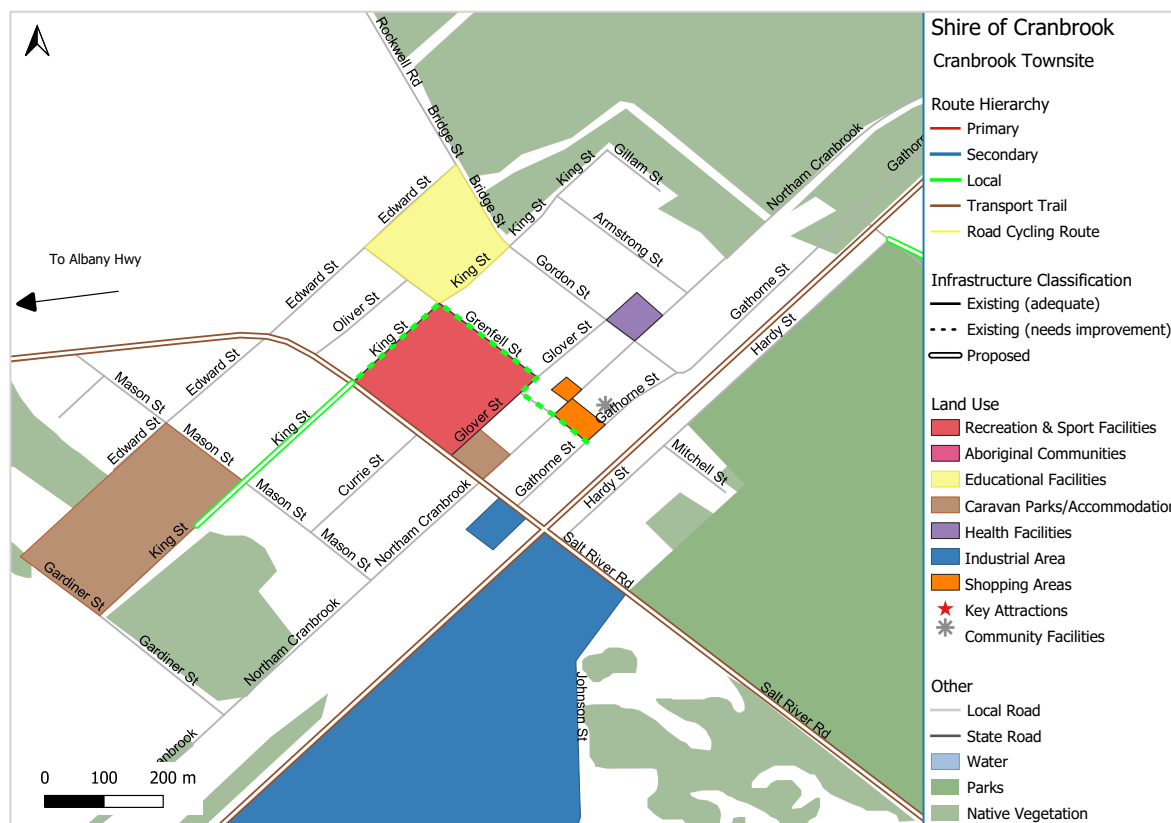 Shire of Cranbrook
Cranbrook Townsite
Route Hierarchy
Primary
Secondary
Local
Transport Trail
Road Cycling Route
Infrastructure Classification
Existing (adequate)
Existing (needs improvement)
Proposed
Land Use
Recreation & Sport Facilities
Aboriginal Communities
Educational Facilities
Caravan Parks/Accommodation
Health Facilities
Industrial Area
Shopping Areas
Key Attractions
Community Facilities
Other
Local Road
State Road
Water
Parks
Native Vegetation
Rockwell Rd
Bridge St
Bridge St
King St
Gillam St
Northam Cranbrook
Gathorn
Edward St
King St
Armstrong St
To Albany Hwy
Edward St
King St
Gordon St
Gathorne St
Oliver St
Hardy St
King St
Grenfell St
Glover St
Edward St
Mason St
Gathorne St
King St
Glover St
Edward St
Mason St
Currie St
Gathorne St
Mitchell St
Hardy St
Northam Cranbrook
King St
Mason St
Mason St
Salt River Rd
Gardiner St
Northam Cranbrook
Gardiner St
Johnson St
Salt River Rd
nbrook
0 100 200 m